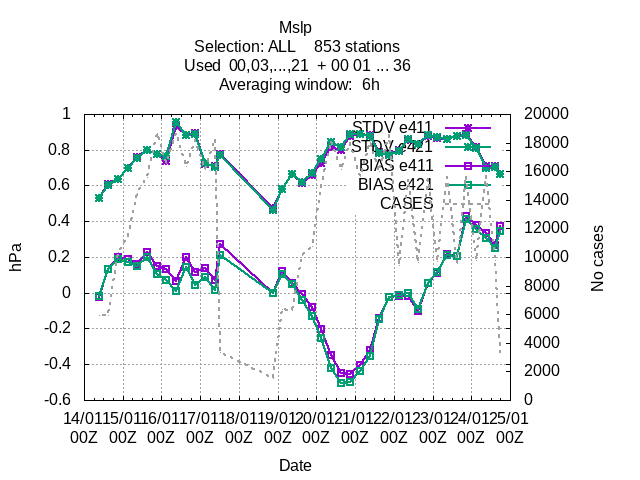 Mslp
Selection: ALL    853 stations
Used  00,03,...,21  + 00 01 ... 36
Averaging window:  6h
STDV e411
STDV e421
BIAS e411
BIAS e421
CASES
1
0.8
0.6
0.4
0.2
0
-0.2
-0.4
-0.6
hPa
20000
18000
16000
14000
12000
10000
8000
6000
4000
2000
0
No cases
14/01 15/01 16/01 17/01 18/01 19/01 20/01 21/01 22/01 23/01 24/01 25/01
00Z 00Z 00Z 00Z 00Z 00Z 00Z 00Z 00Z 00Z 00Z 00Z
Date